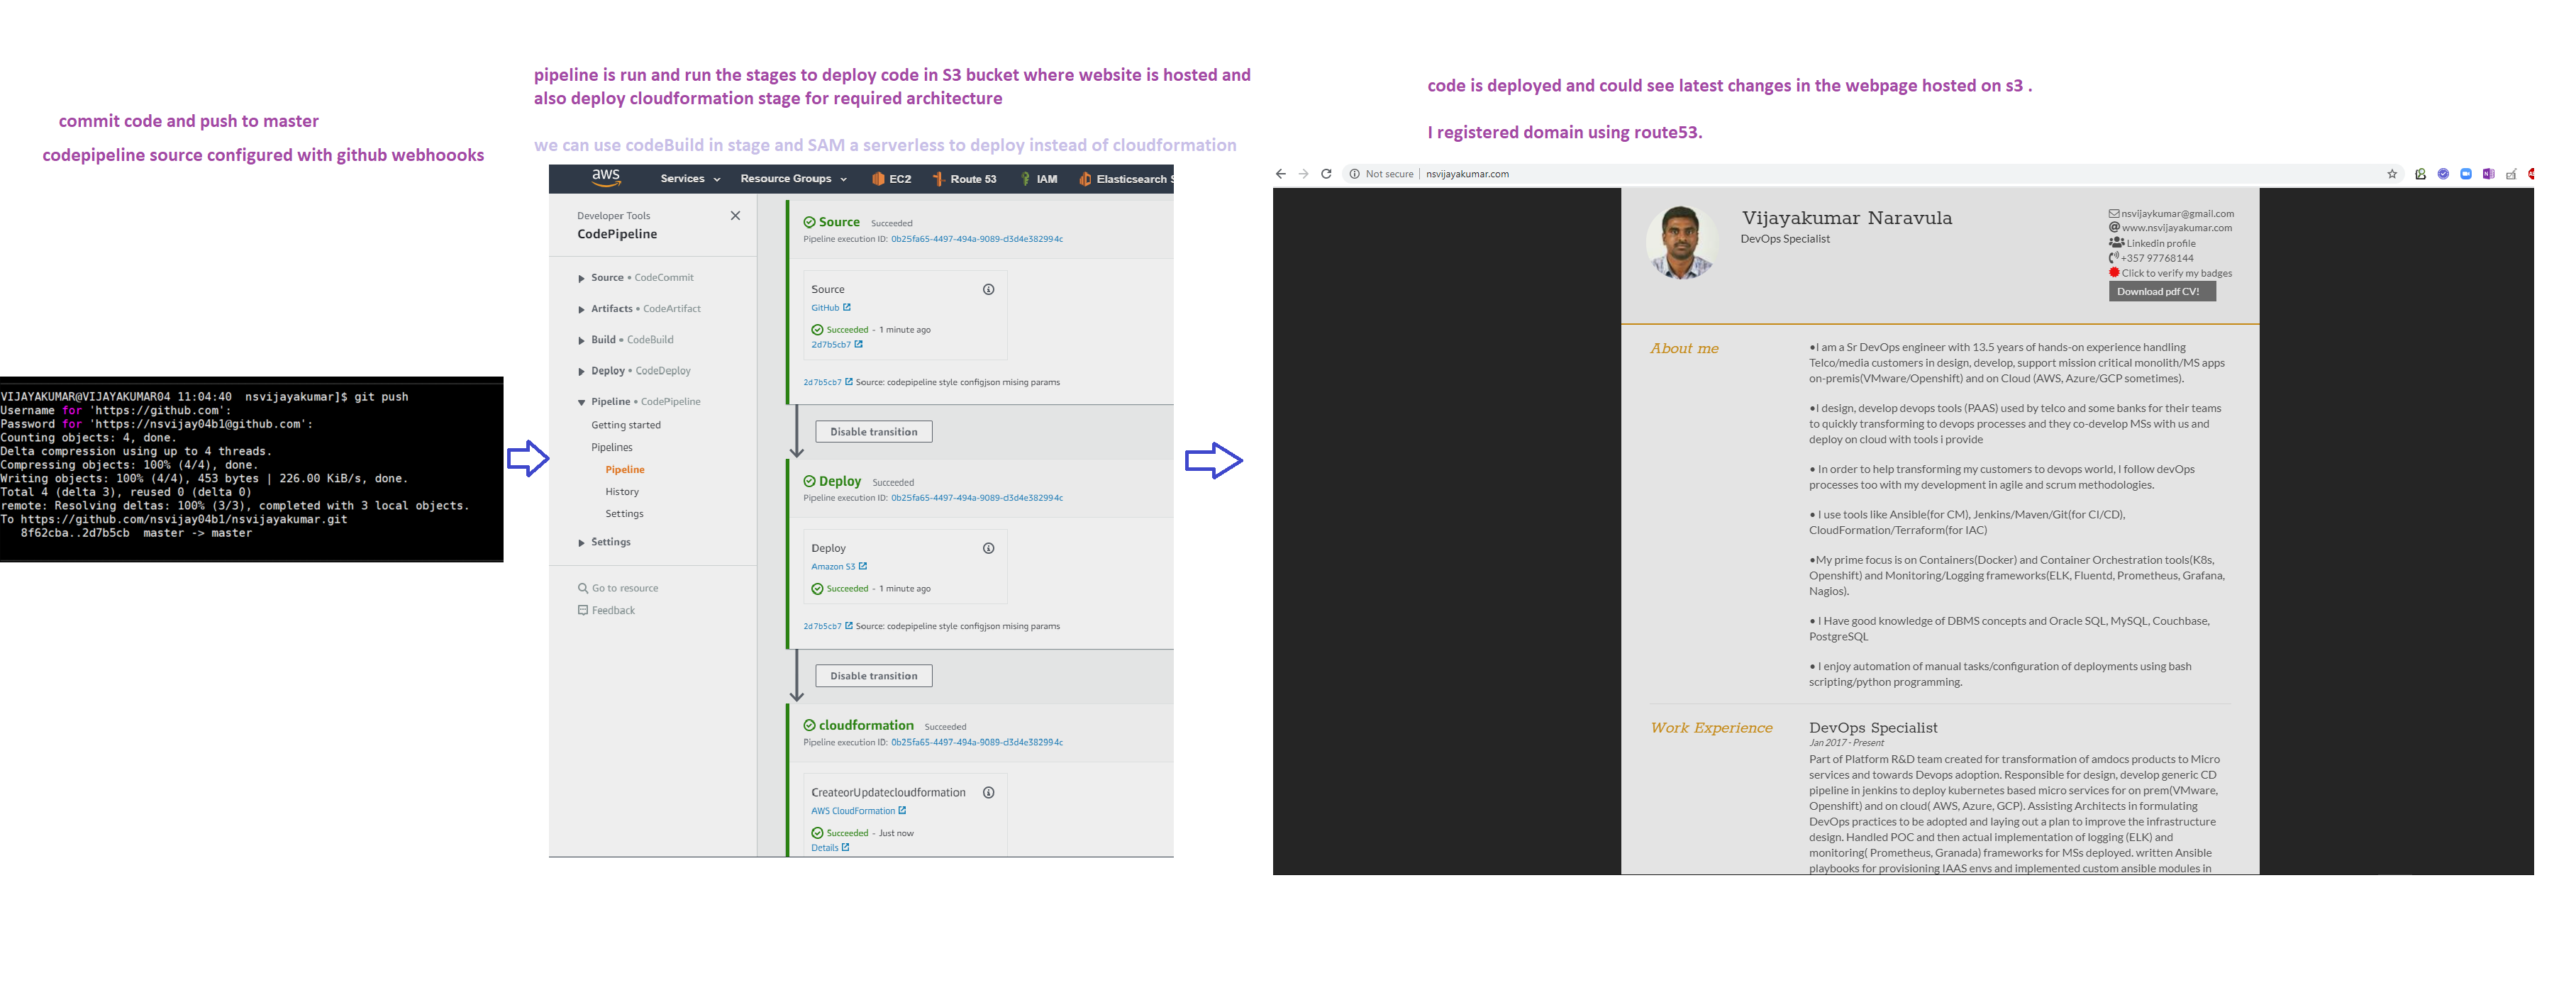 commit code and push to master
codepipeline source configured with github webhoooks
VIJAYAKUMAR@VIJAYAKUMAR04 11:04:40  nsvijayakumar]$ git push
Username for 'https://github.com':
Password for 'https://nsvijay04b1@github.com':
Counting objects: 4, done.
Delta compression using up to 4 threads.
Compressing objects: 100% (4/4), done.
Writing objects: 100% (4/4), 453 bytes | 226.00 KiB/s, done.
Total 4 (delta 3), reused 0 (delta 0)
remote: Resolving deltas: 100% (3/3), completed with 3 local objects.
To https://github.com/nsvijay04b1/nsvijayakumar.git
8f62cba..2d7b5cb  master -> master
pipeline is run and run the stages to deploy code in S3 bucket where website is hosted and
also deploy cloudformation stage for required architecture
we can use codeBuild in stage and SAM a serverless to deploy instead of cloudformation
aws Services Resource Groups EC2 Route 53 IAM Elasticsearch S
Developer Tools
CodePipeline
Source • CodeCommit
Artifacts • CodeArtifact
Build • CodeBuild
Deploy • CodeDeploy
Pipeline • CodePipeline
Getting started
Pipelines
Pipeline
History
Settings
Settings
Go to resource
Feedback
Source Succeeded
Pipeline execution ID: 0b25fa65-4497-494a-9089-d3d4e382994c
Source
GitHub
Succeeded - 1 minute ago
2d7b5cb7
2d7b5cb7 Source: codepipeline style configjson mising params
Disable transition
Deploy Succeeded
Pipeline execution ID: 0b25fa65-4497-494a-9089-d3d4e382994c
Deploy
Amazon S3
Succeeded - 1 minute ago
2d7b5cb7 Source: codepipeline style configjson mising params
Disable transition
cloudformation Succeeded
Pipeline execution ID: 0b25fa65-4497-494a-9089-d3d4e382994c
CreateorUpdatecloudformation
AWS CloudFormation
Succeeded - Just now
Details
code is deployed and could see latest changes in the webpage hosted on s3 .
I registered domain using route53.
Not secure | nsvijayakumar.com
Vijayakumar Naravula
DevOps Specialist
nsvijaykumar@gmail.com
www.nsvijayakumar.com
Linkedin profile
+357 97768144
Click to verify my badges
Download pdf CV!
About me
•I am a Sr DevOps engineer with 13.5 years of hands-on experience handling
Telco/media customers in design, develop, support mission critical monolith/MS apps
on-premis(VMware/Openshift) and on Cloud (AWS, Azure/GCP sometimes).
•I design, develop devops tools (PAAS) used by telco and some banks for their teams
to quickly transforming to devops processes and they co-develop MSs with us and
deploy on cloud with tools i provide
• In order to help transforming my customers to devops world, I follow devOps
processes too with my development in agile and scrum methodologies.
• I use tools like Ansible(for CM), Jenkins/Maven/Git(for CI/CD),
CloudFormation/Terraform(for IAC)
•My prime focus is on Containers(Docker) and Container Orchestration tools(K8s,
Openshift) and Monitoring/Logging frameworks(ELK, Fluentd, Prometheus, Grafana,
Nagios).
• I Have good knowledge of DBMS concepts and Oracle SQL, MySQL, Couchbase,
PostgreSQL
• I enjoy automation of manual tasks/configuration of deployments using bash
scripting/python programming.
Work Experience
DevOps Specialist
Jan 2017 - Present
Part of Platform R&D team created for transformation of amdocs products to Micro
services and towards Devops adoption. Responsible for design, develop generic CD
pipeline in jenkins to deploy kubernetes based micro services for on prem(VMware,
Openshift) and on cloud( AWS, Azure, GCP). Assisting Architects in formulating
DevOps practices to be adopted and laying out a plan to improve the infrastructure
design. Handled POC and then actual implementation of logging (ELK) and
monitoring( Prometheus, Granada) frameworks for MSs deployed. written Ansible
playbooks for provisioning IAAS envs and implemented custom ansible modules in